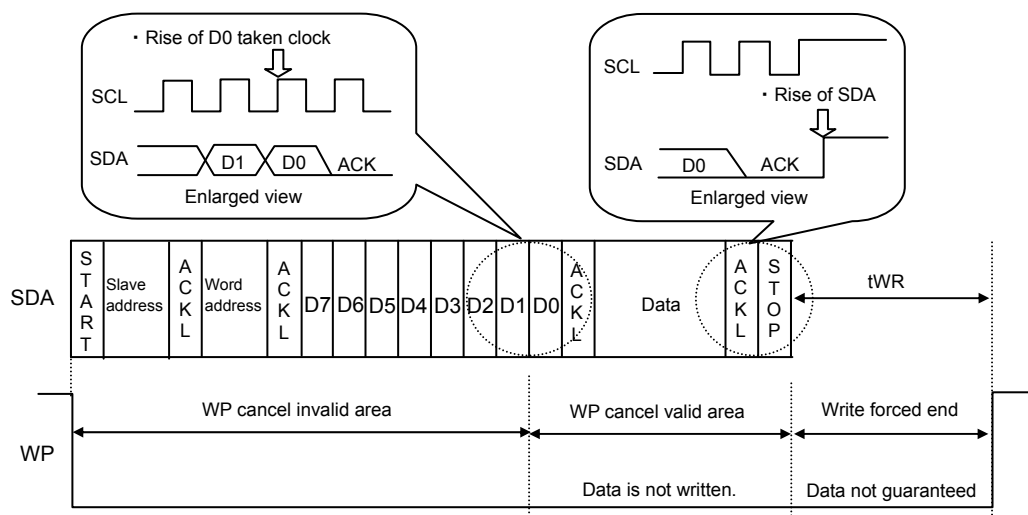 ・ Rise of D0 taken clock
SCL
SDA
D1
D0
ACK
Enlarged view
SCL
・ Rise of SDA
SDA
D0
ACK
Enlarged view
SDA
START
Slave
address
ACKL
Word
address
ACKL
D7
D6
D5
D4
D3
D2
D1
D0
ACKL
Data
ACKL
STOP
tWR
WP cancel invalid area
WP cancel valid area
Write forced end
WP
Data is not written.
Data not guaranteed